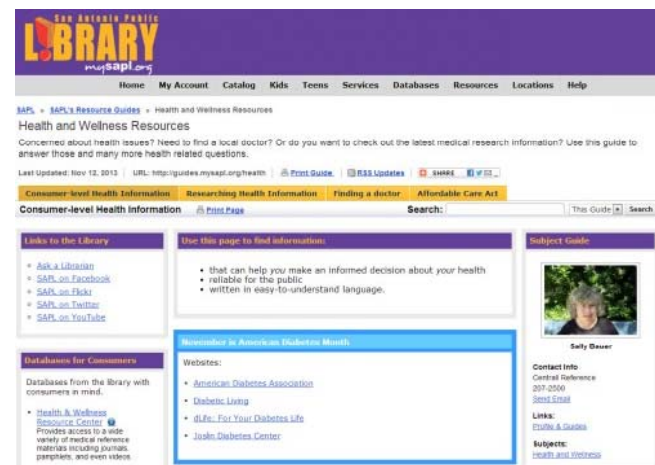 San Antonio Public
L!BRARY
mysapl.org
Home My Account Catalog Kids Teens Services Databases Resources Locations Help
SAPL » SAPL's Resource Guides » Health and Wellness Resources
Health and Wellness Resources
Concerned about health issues? Need to find a local doctor? Or do you want to check out the latest medical research information? Use this guide to
answer those and many more health related questions.
Last Updated: Nov 12, 2013 URL: http://guides.mysapl.org/health Print Guide RSS Updates SHARE
Consumer-level Health Information Researching Health Information Finding a doctor Affordable Care Act
Consumer-level Health Information Print Page Search: This Guide Search
Links to the Library
Ask a Librarian
SAPL on Facebook
SAPL on Flickr
SAPL on Twitter
SAPL on YouTube
Databases for Consumers
Databases from the library with
consumers in mind.
Health & Wellness
Resource Center
Provides access to a wide
variety of medical reference
materials including journals,
pamphlets, and even videos
Use this page to find information:
that can help you make an informed decision about your health
reliable for the public
written in easy-to-understand language.
November is American Diabetes Month
Websites:
American Diabetes Association
Diabetic Living
dLife: For Your Diabetes Life
Joslin Diabetes Center
Subject Guide
Sally Bauer
Contact Info
Central Reference
207-2500
Send Email
Links:
Profile & Guides
Subjects:
Health and Wellness